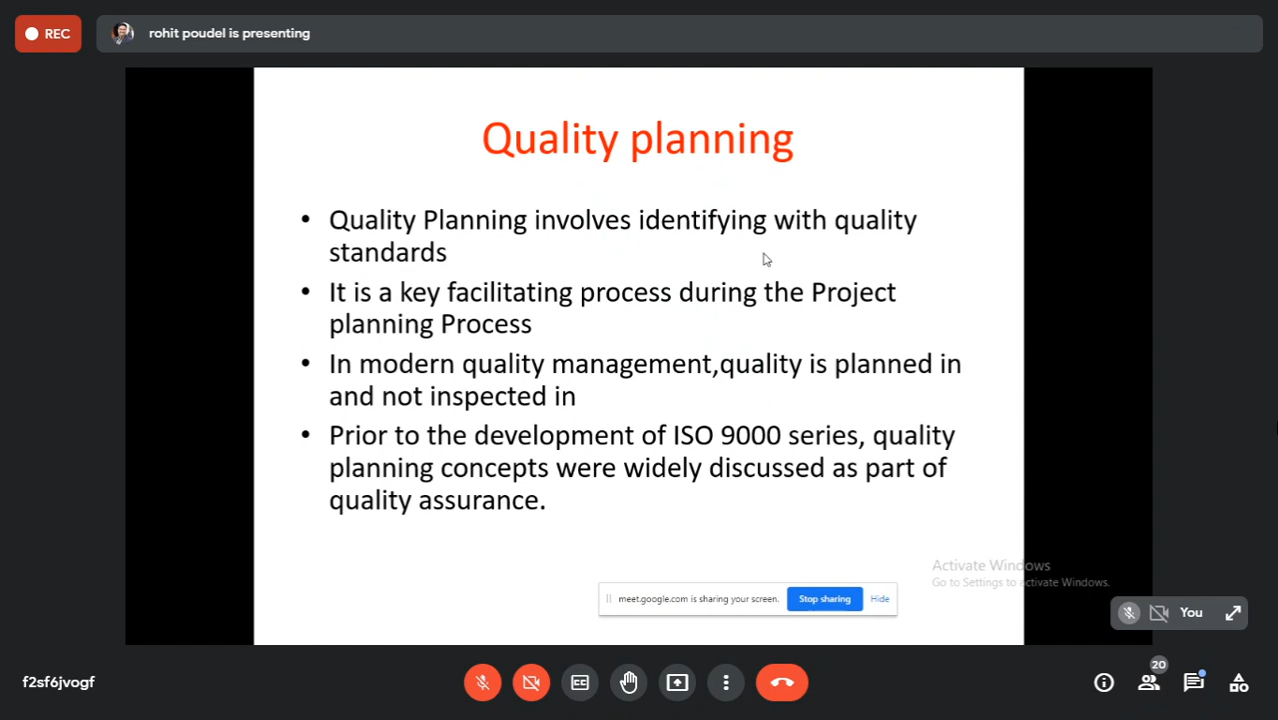 REC
rohit poudel is presenting
Quality planning
• Quality Planning involves identifying with quality
standards
• It is a key facilitating process during the Project
planning Process
• In modern quality management,quality is planned in
and not inspected in
• Prior to the development of ISO 9000 series, quality
planning concepts were widely discussed as part of
quality assurance.
Activate Windows
Go to Settings to activate Windows.
meet.google.com is sharing your screen. Stop sharing Hide
You
20
f2sf6jvogf
CC